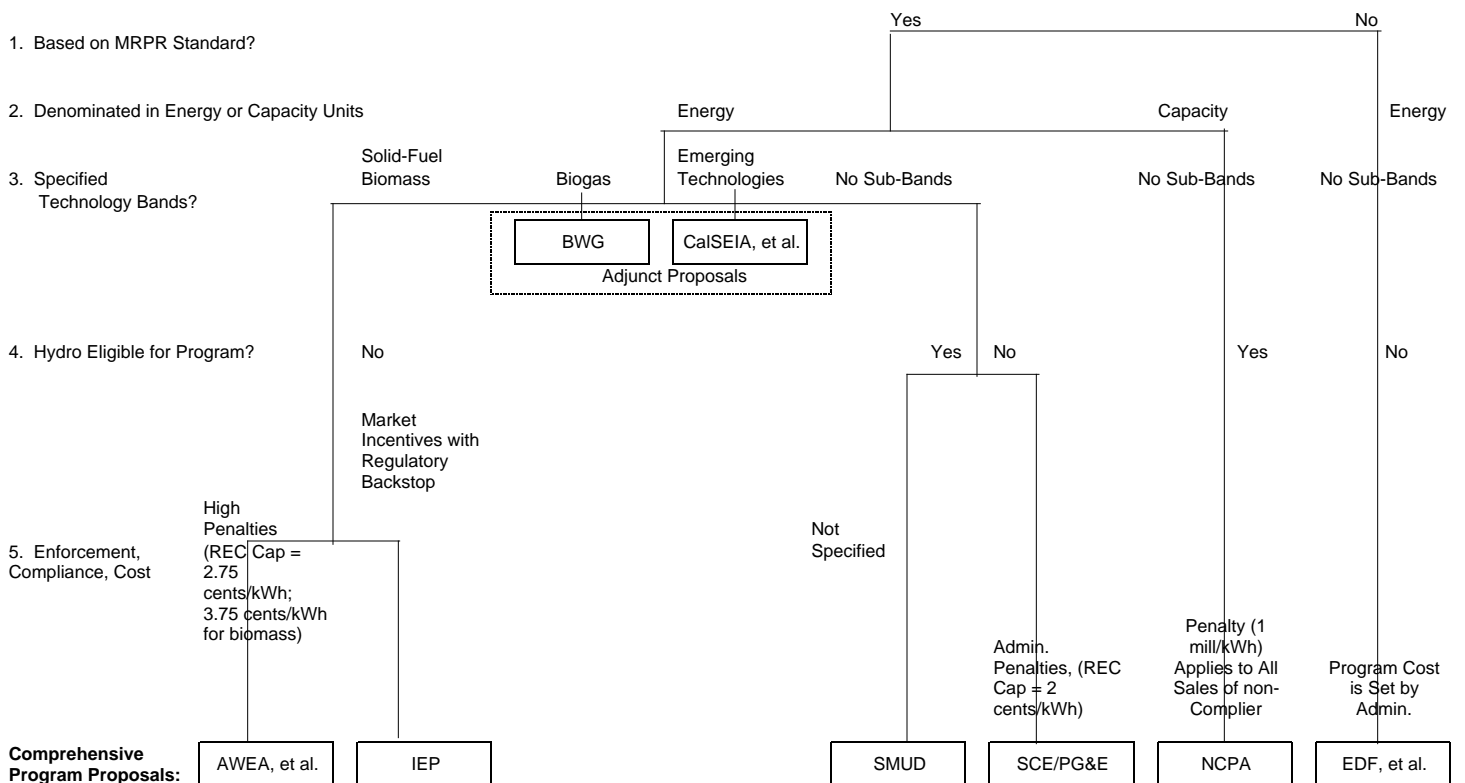 Yes
No
1. Based on MRPR Standard?
2. Denominated in Energy or Capacity Units
Energy
Capacity
Energy
3. Specified
Technology Bands?
Solid-Fuel
Biomass
Biogas
Emerging
Technologies
No Sub-Bands
No Sub-Bands
No Sub-Bands
BWG
CalSEIA, et al.
Adjunct Proposals
4. Hydro Eligible for Program?
No
Yes
No
Yes
No
Market
Incentives with
Regulatory
Backstop
5. Enforcement,
Compliance, Cost
High
Penalties
(REC Cap =
2.75
cents/kWh;
3.75 cents/kWh
for biomass)
Not
Specified
Admin.
Penalties, (REC
Cap = 2
cents/kWh)
Penalty (1
mill/kWh)
Applies to All
Sales of non-
Complier
Program Cost
is Set by
Admin.
Comprehensive
Program Proposals:
AWEA, et al.
IEP
SMUD
SCE/PG&E
NCPA
EDF, et al.